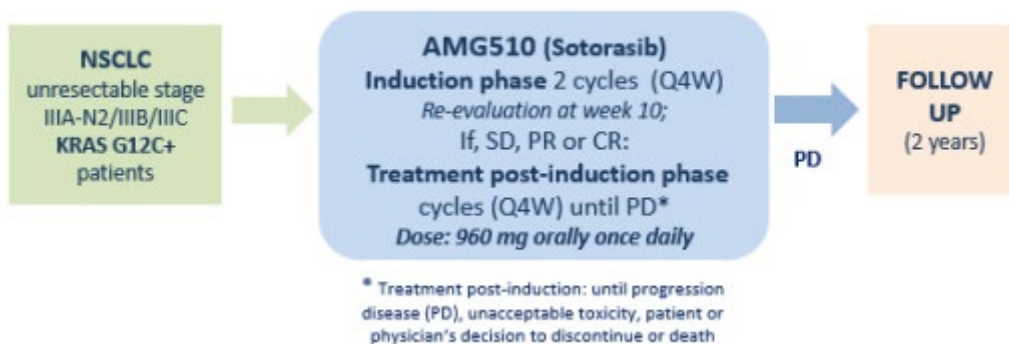 NSCLC
unresectable stage
IIIA-N2/IIIB/IIIC
KRAS G12C+
patients
AMG510 (Sotorasib)
Induction phase 2 cycles (Q4W)
Re-evaluation at week 10;
If, SD, PR or CR:
Treatment post-induction phase
cycles (Q4W) until PD*
Dose: 960 mg orally once daily
PD
FOLLOW
UP
(2 years)
* Treatment post-induction: until progression
disease (PD), unacceptable toxicity, patient or
physician's decision to discontinue or death